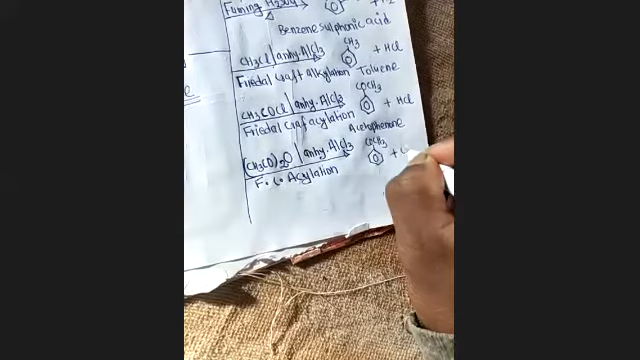 Fuming H2SO4
Benzene sulphonic acid
CH3
CH3Cl | anhy. AlCl3 + HCl
Friedal Craft alkylation Toluene
COCH3
CH3COCl | anhy. AlCl3 + HCl
Friedal Craf acylation
Acetophenone
COCH3
(CH3CO)2O | anhy. AlCl3 +
F. C. Acylation